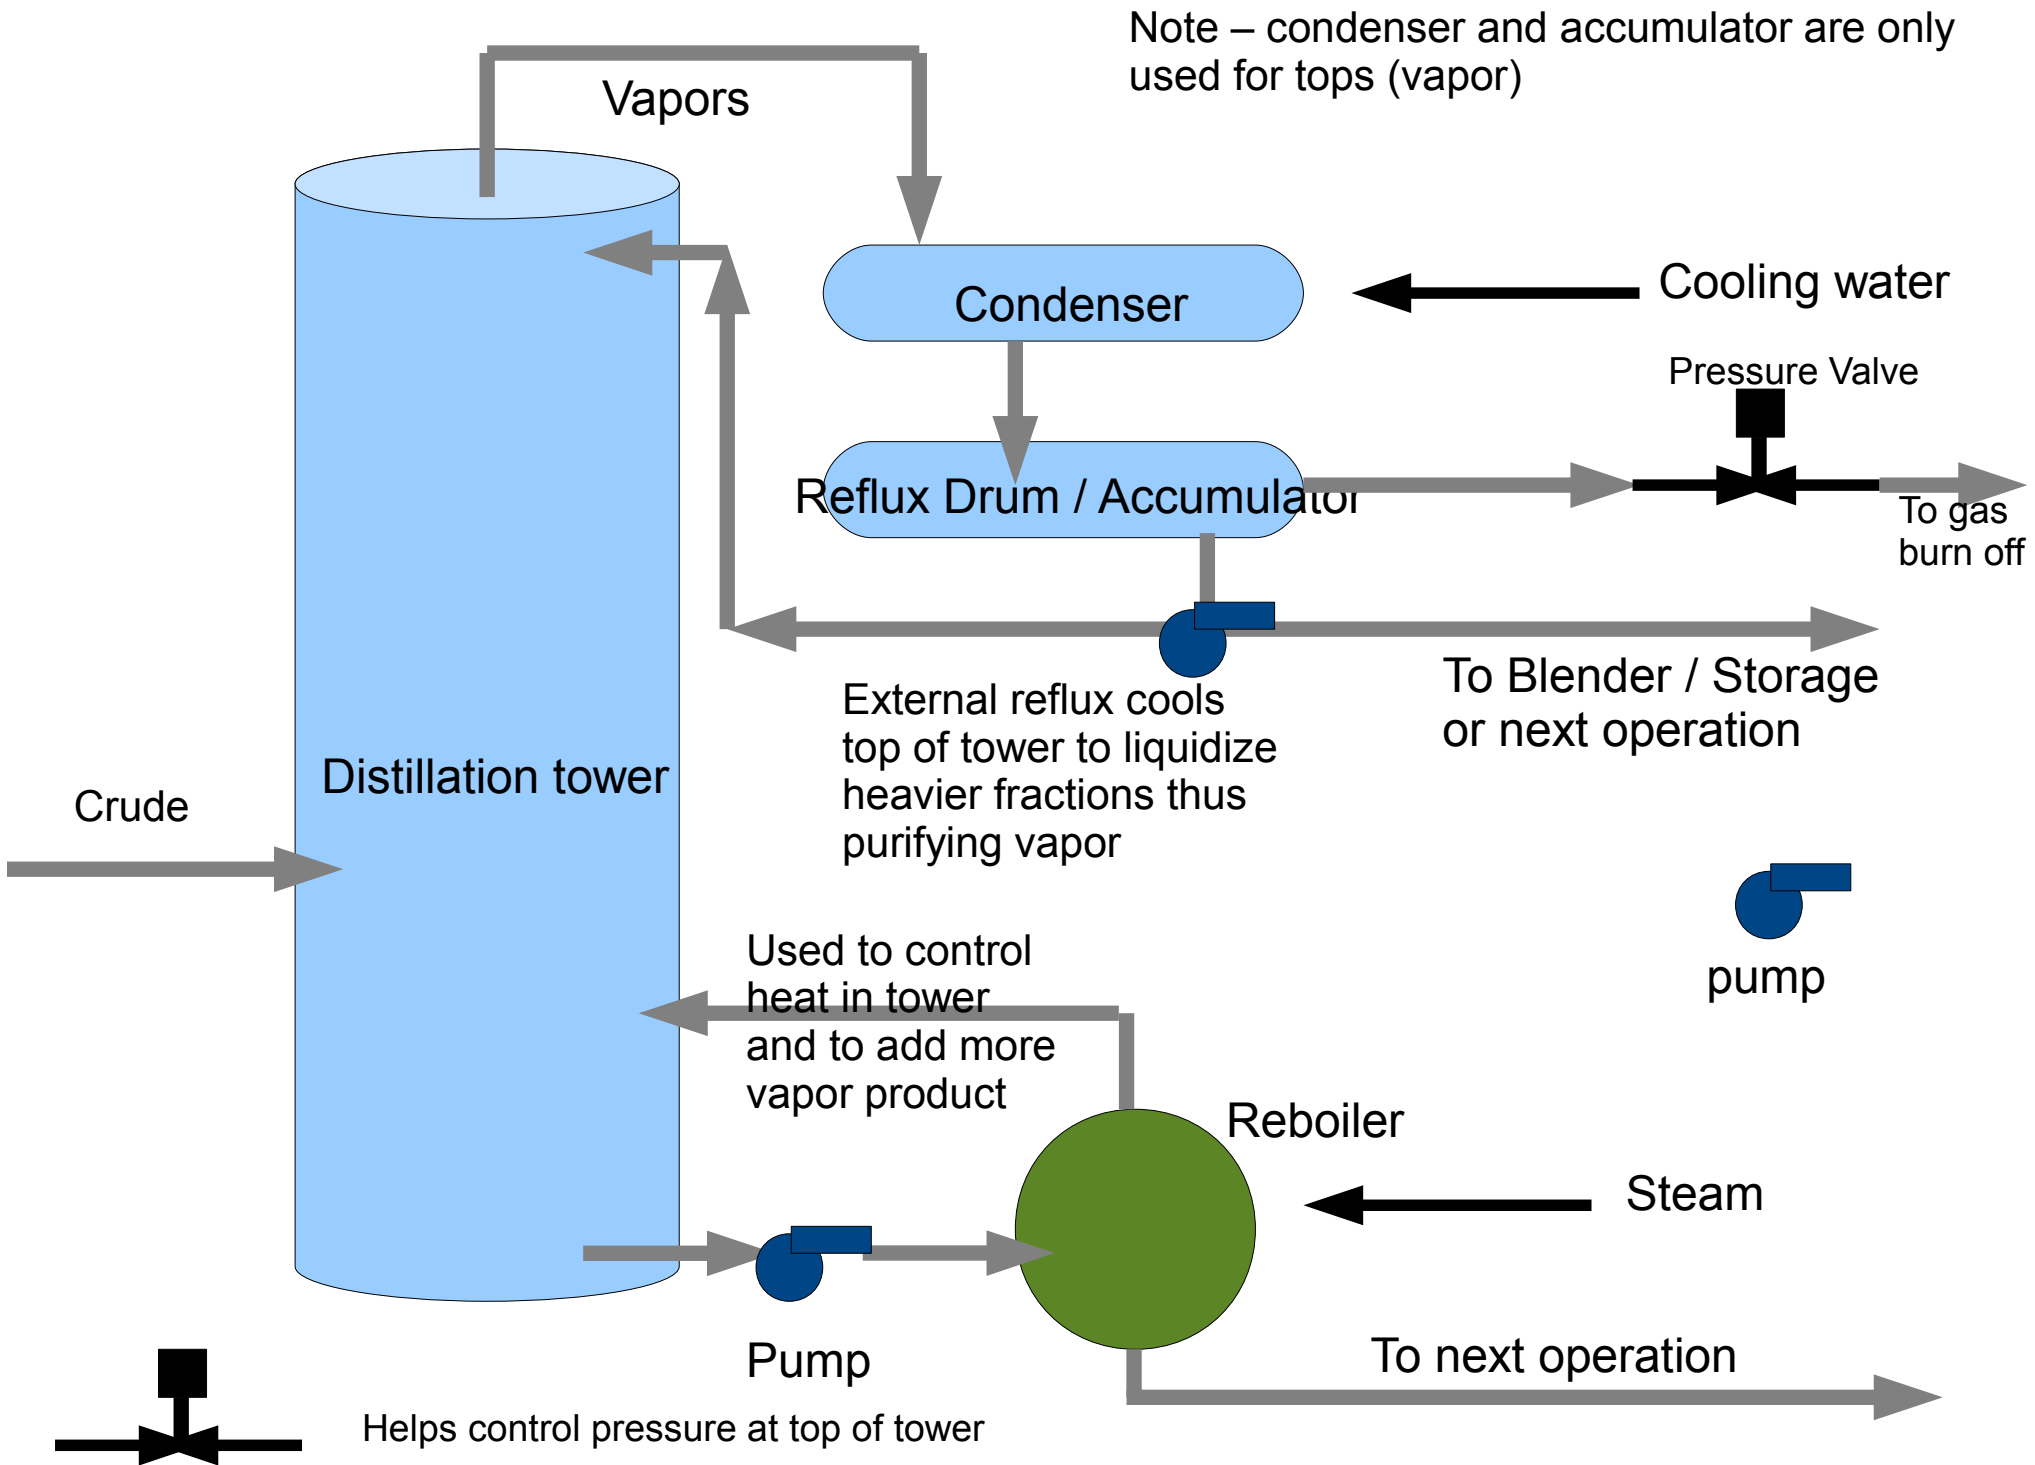 Note – condenser and accumulator are only
used for tops (vapor)
Vapors
Condenser
Cooling water
Pressure Valve
Reflux Drum / Accumulator
To gas
burn off
To Blender / Storage
or next operation
External reflux cools
top of tower to liquidize
heavier fractions thus
purifying vapor
Distillation tower
Crude
pump
Used to control
heat in tower
and to add more
vapor product
Reboiler
Steam
Pump
To next operation
Helps control pressure at top of tower